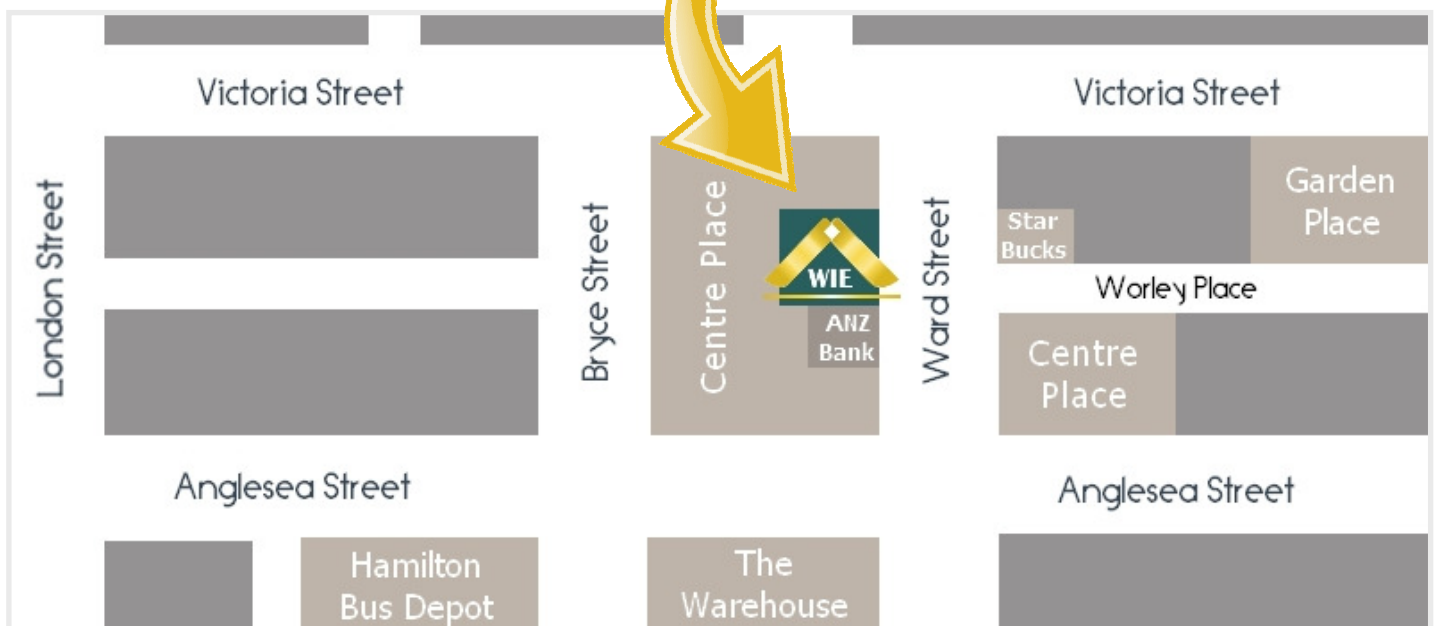 Victoria Street
Victoria Street
London Street
Bryce Street
Centre Place
WIE
ANZ
Bank
Ward Street
Star
Bucks
Garden
Place
Worley Place
Centre
Place
Anglesea Street
Anglesea Street
Hamilton
Bus Depot
The
Warehouse